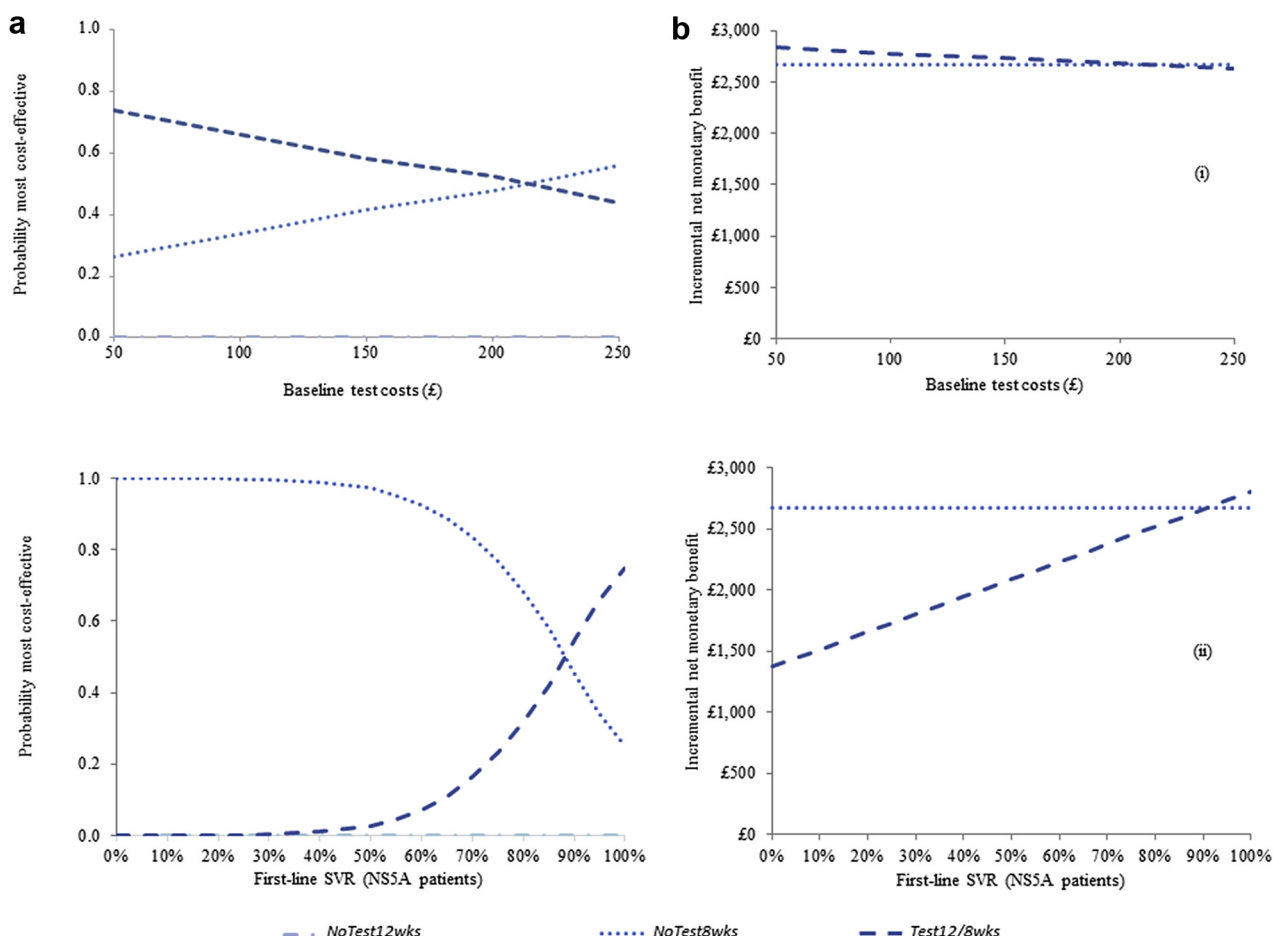 a
1.0
0.8
0.6
0.4
0.2
0.0
Probability most cost-effective
50 100 150 200 250
Baseline test costs (£)
b
£3,000
£2,500
£2,000
£1,500
£1,000
£500
£0
Incremental net monetary benefit
(i)
50 100 150 200 250
Baseline test costs (£)
1.0
0.8
0.6
0.4
0.2
0.0
Probability most cost-effective
0% 10% 20% 30% 40% 50% 60% 70% 80% 90% 100%
First-line SVR (NS5A patients)
£3,000
£2,500
£2,000
£1,500
£1,000
£500
£0
Incremental net monetary benefit
(ii)
0% 10% 20% 30% 40% 50% 60% 70% 80% 90% 100%
First-line SVR (NS5A patients)
NoTest12wks NoTest8wks Test12/8wks